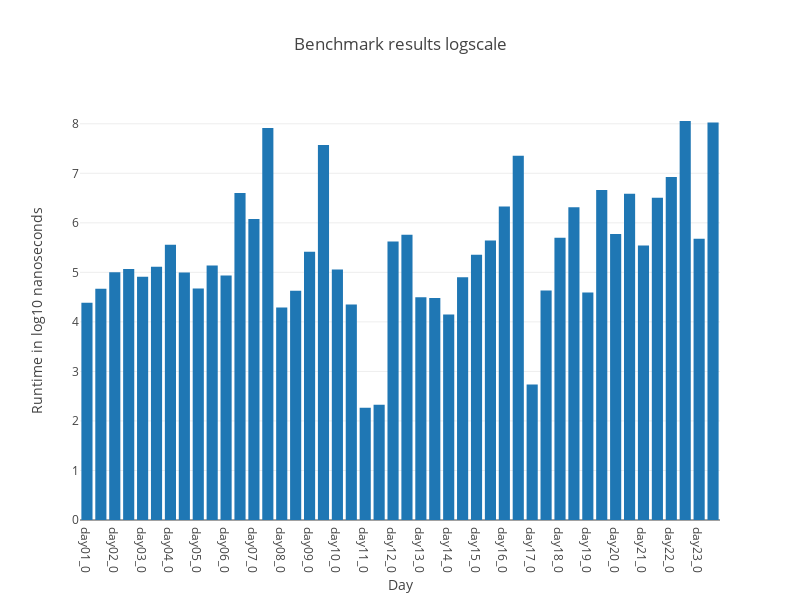 Benchmark results logscale
Runtime in log10 nanoseconds
8
7
6
5
4
3
2
1
0
day01_0
day02_0
day03_0
day04_0
day05_0
day06_0
day07_0
day08_0
day09_0
day10_0
day11_0
day12_0
day13_0
day14_0
day15_0
day16_0
day17_0
day18_0
day19_0
day20_0
day21_0
day22_0
day23_0
Day